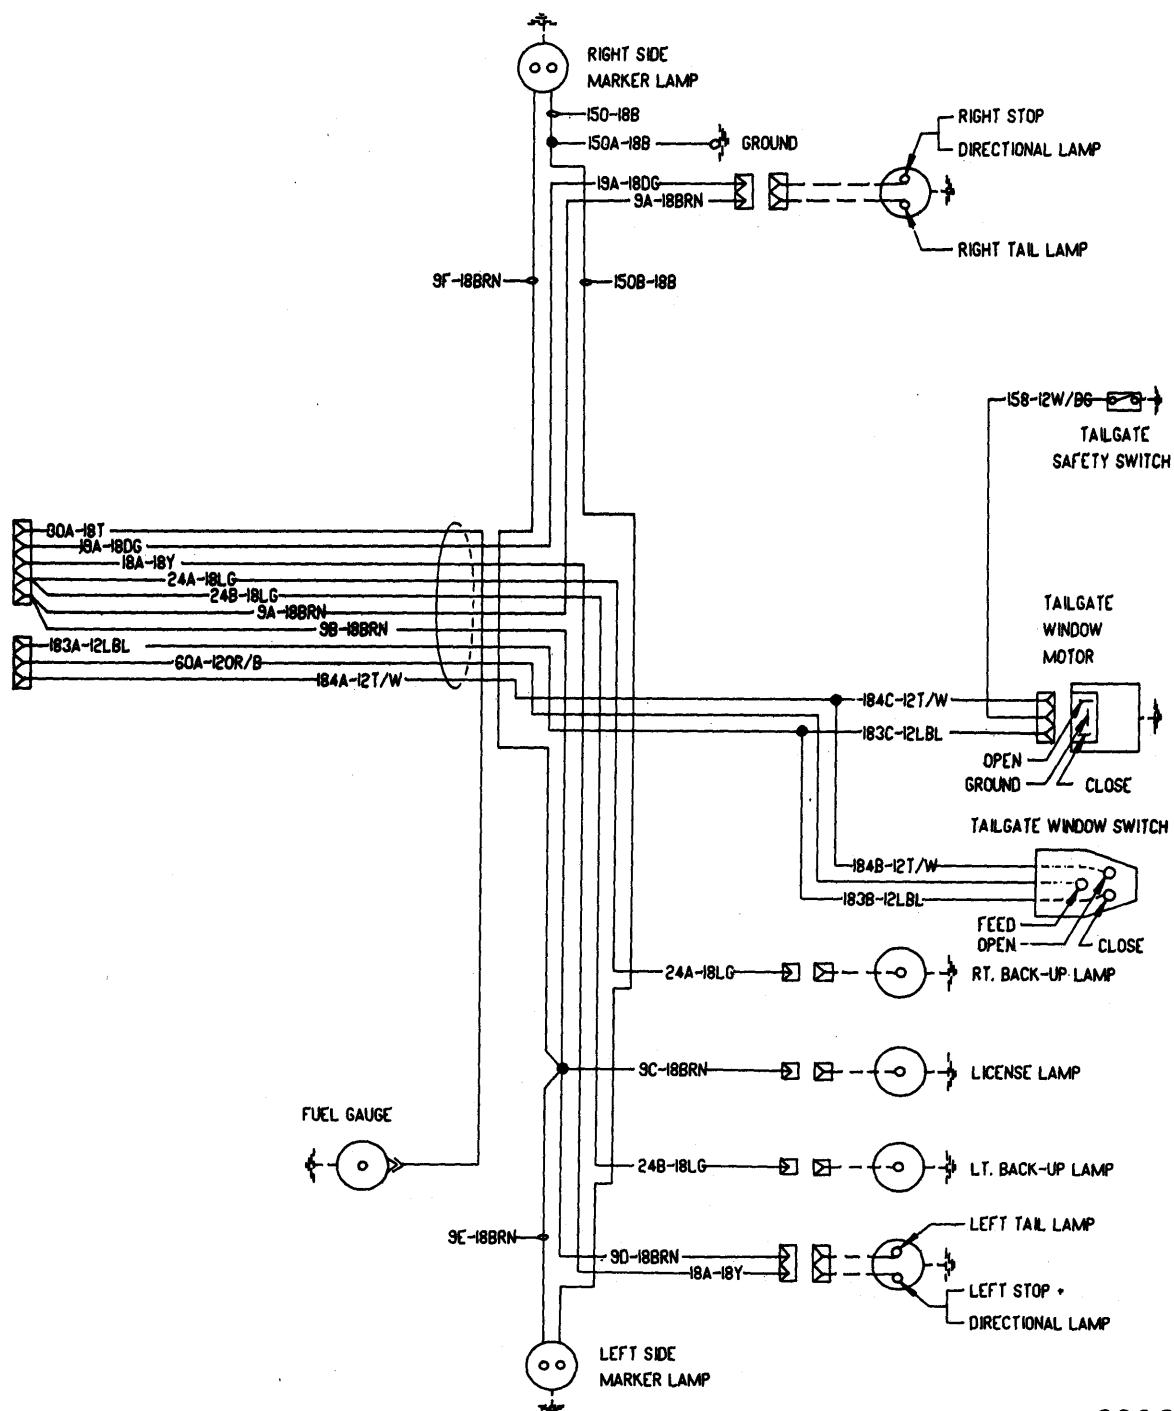 RIGHT SIDE
MARKER LAMP
150-18B
150A-18B
GROUND
RIGHT STOP
DIRECTIONAL LAMP
19A-18DG
9A-18BRN
RIGHT TAIL LAMP
9F-18BRN
150B-18B
158-12W/BG
TAILGATE
SAFETY SWITCH
80A-18T
19A-18DG
18A-18Y
24A-18LG
24B-18LG
9A-18BRN
9B-18BRN
183A-12LBL
60A-12OR/B
184A-12T/W
TAILGATE
WINDOW
MOTOR
184C-12T/W
183C-12LBL
OPEN
GROUND
CLOSE
TAILGATE WINDOW SWITCH
184B-12T/W
183B-12LBL
FEED
OPEN
CLOSE
24A-18LG
RT. BACK-UP LAMP
9C-18BRN
LICENSE LAMP
FUEL GAUGE
24B-18LG
LT. BACK-UP LAMP
9E-18BRN
LEFT TAIL LAMP
9D-18BRN
18A-18Y
LEFT STOP +
DIRECTIONAL LAMP
LEFT SIDE
MARKER LAMP